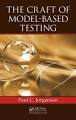 THE CRAFT
OF MODEL-BASED
TESTING
Paul C. Jorgensen